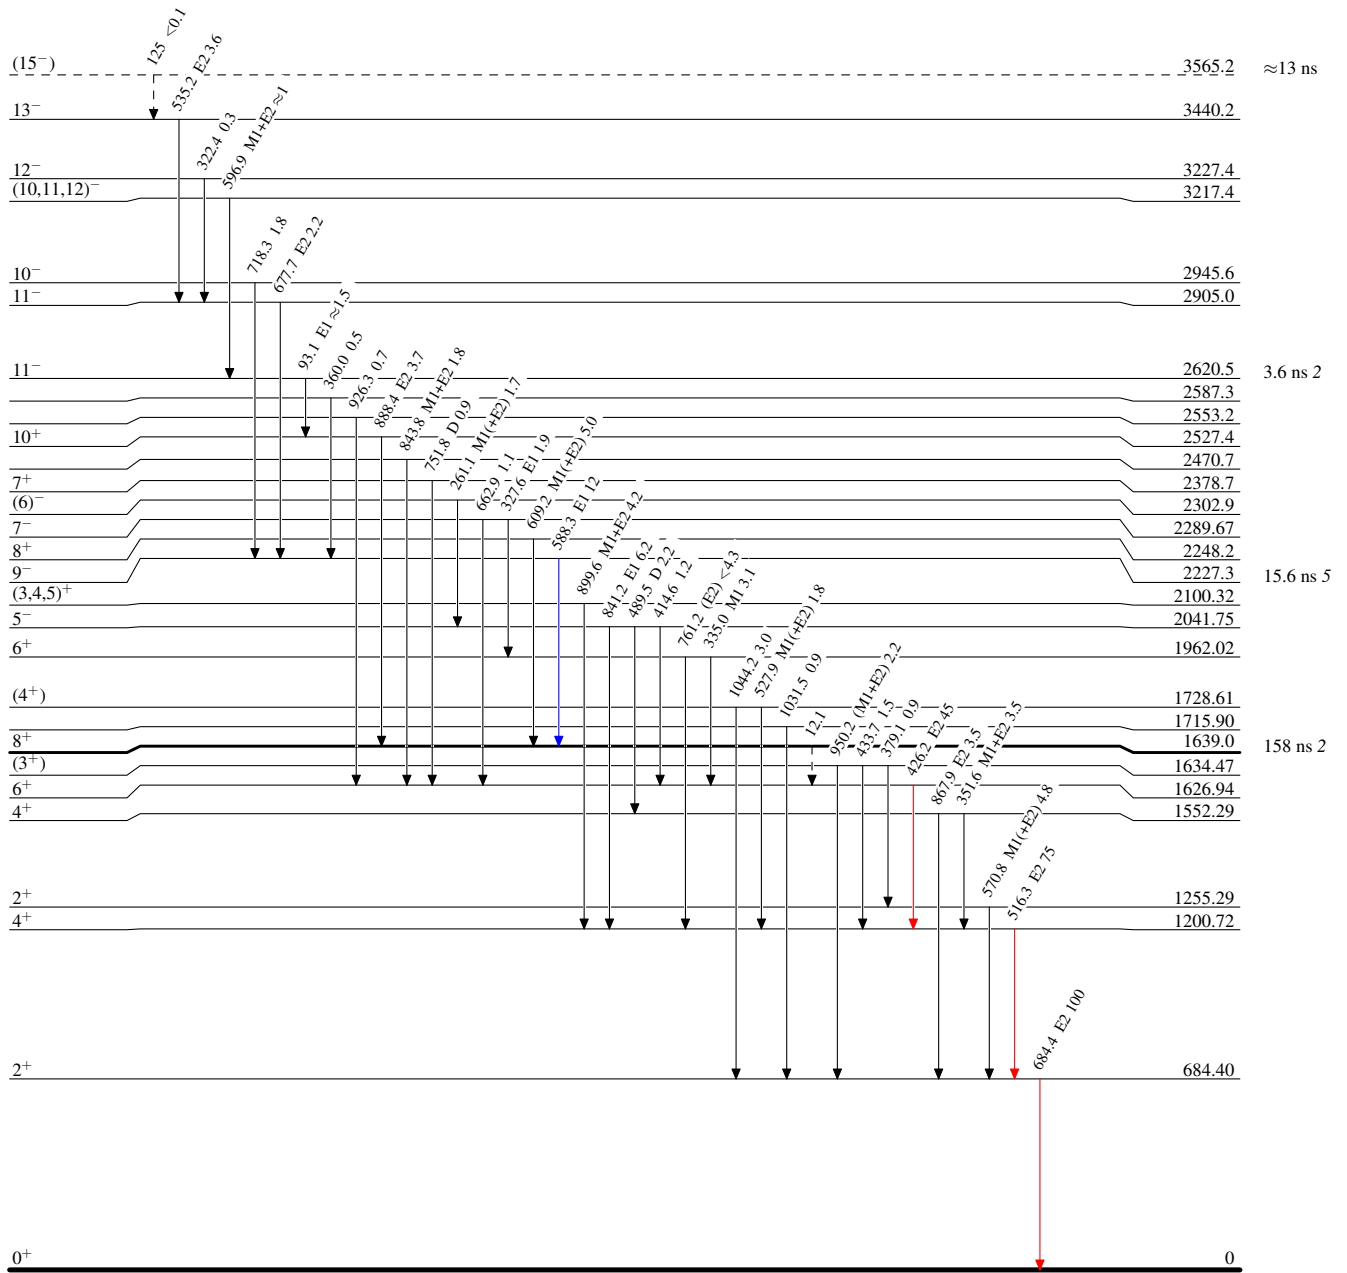 125 <0.1
(15−) 3565.2 ≈13 ns
535.2 E2 3.6
13− 3440.2
322.4 0.3
12− 3227.4
596.9 M1+E2 ≈1
(10,11,12)− 3217.4
718.3 1.8
10− 2945.6
677.7 E2 2.2
11− 2905.0
93.1 E1 ≈1.5
11− 2620.5 3.6 ns 2
360.0 0.5
2587.3
926.3 0.7
2553.2
888.4 E2 3.7
10+ 2527.4
843.8 M1+E2 1.8
2470.7
751.8 D 0.9
7+ 2378.7
261.1 M1(+E2) 1.7
(6)− 2302.9
662.9 1.1
327.6 E1 1.9
7− 2289.67
609.2 M1(+E2) 5.0
8+ 2248.2
588.3 E1 12
9− 2227.3 15.6 ns 5
899.6 M1+E2 4.2
(3,4,5)+ 2100.32
841.2 E1 6.2
489.5 D 2.2
414.6 1.2
5− 2041.75
761.2 (E2) <4.3
335.0 M1 3.1
6+ 1962.02
1044.2 3.0
527.9 M1(+E2) 1.8
(4+) 1728.61
1031.5 0.9
1715.90
12.1
8+ 1639.0 158 ns 2
950.2 (M1+E2) 2.2
433.7 1.5
379.1 0.9
(3+) 1634.47
426.2 E2 45
6+ 1626.94
867.9 E2 3.5
351.6 M1+E2 3.5
4+ 1552.29
570.8 M1(+E2) 4.8
2+ 1255.29
516.3 E2 75
4+ 1200.72
684.4 E2 100
2+ 684.40
0+ 0